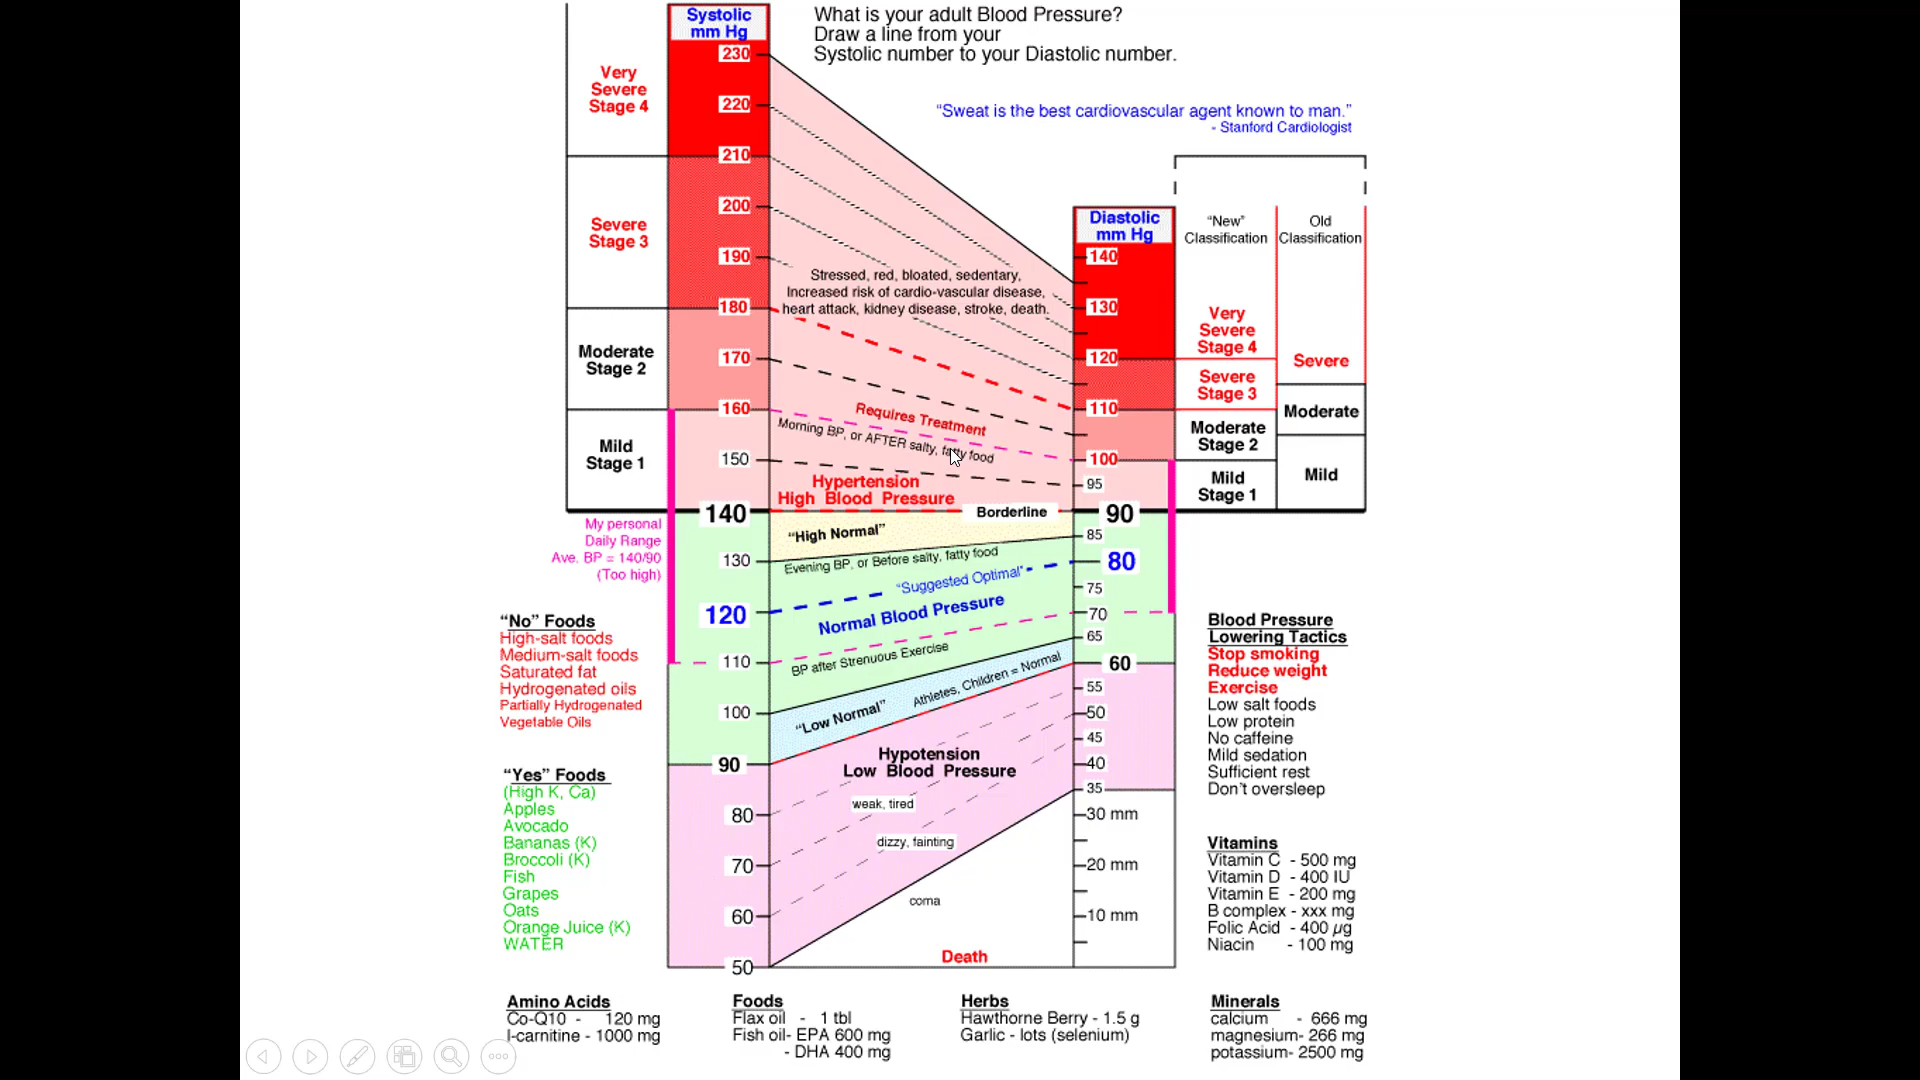 Systolic
mm Hg
What is your adult Blood Pressure?
Draw a line from your
Systolic number to your Diastolic number.
“Sweat is the best cardiovascular agent known to man.”
- Stanford Cardiologist
Very
Severe
Stage 4
Severe
Stage 3
Moderate
Stage 2
Mild
Stage 1
230
220
210
200
190
180
170
160
150
140
130
120
110
100
90
80
70
60
50
Stressed, red, bloated, sedentary,
Increased risk of cardio-vascular disease,
heart attack, kidney disease, stroke, death.
Requires Treatment
Morning BP, or AFTER salty, fatty food
Hypertension
High Blood Pressure
Borderline
“High Normal”
Evening BP, or Before salty, fatty food
“Suggested Optimal”
Normal Blood Pressure
BP after Strenuous Exercise
Athletes, Children = Normal
“Low Normal”
Hypotension
Low Blood Pressure
weak, tired
dizzy, fainting
coma
Death
Diastolic
mm Hg
140
130
120
110
100
95
90
85
80
75
70
65
60
55
50
45
40
35
30 mm
20 mm
10 mm
“New”
Classification
Very
Severe
Stage 4
Severe
Stage 3
Moderate
Stage 2
Mild
Stage 1
Old
Classification
Severe
Moderate
Mild
My personal
Daily Range
Ave. BP = 140/90
(Too high)
“No” Foods
High-salt foods
Medium-salt foods
Saturated fat
Hydrogenated oils
Partially Hydrogenated
Vegetable Oils
“Yes” Foods
(High K, Ca)
Apples
Avocado
Bananas (K)
Broccoli (K)
Fish
Grapes
Oats
Orange Juice (K)
WATER
Blood Pressure
Lowering Tactics
Stop smoking
Reduce weight
Exercise
Low salt foods
Low protein
No caffeine
Mild sedation
Sufficient rest
Don’t oversleep
Vitamins
Vitamin C - 500 mg
Vitamin D - 400 IU
Vitamin E - 200 mg
B complex - xxx mg
Folic Acid - 400 µg
Niacin - 100 mg
Amino Acids
Co-Q10 - 120 mg
l-carnitine - 1000 mg
Foods
Flax oil - 1 tbl
Fish oil- EPA 600 mg
- DHA 400 mg
Herbs
Hawthorne Berry - 1.5 g
Garlic - lots (selenium)
Minerals
calcium - 666 mg
magnesium- 266 mg
potassium- 2500 mg